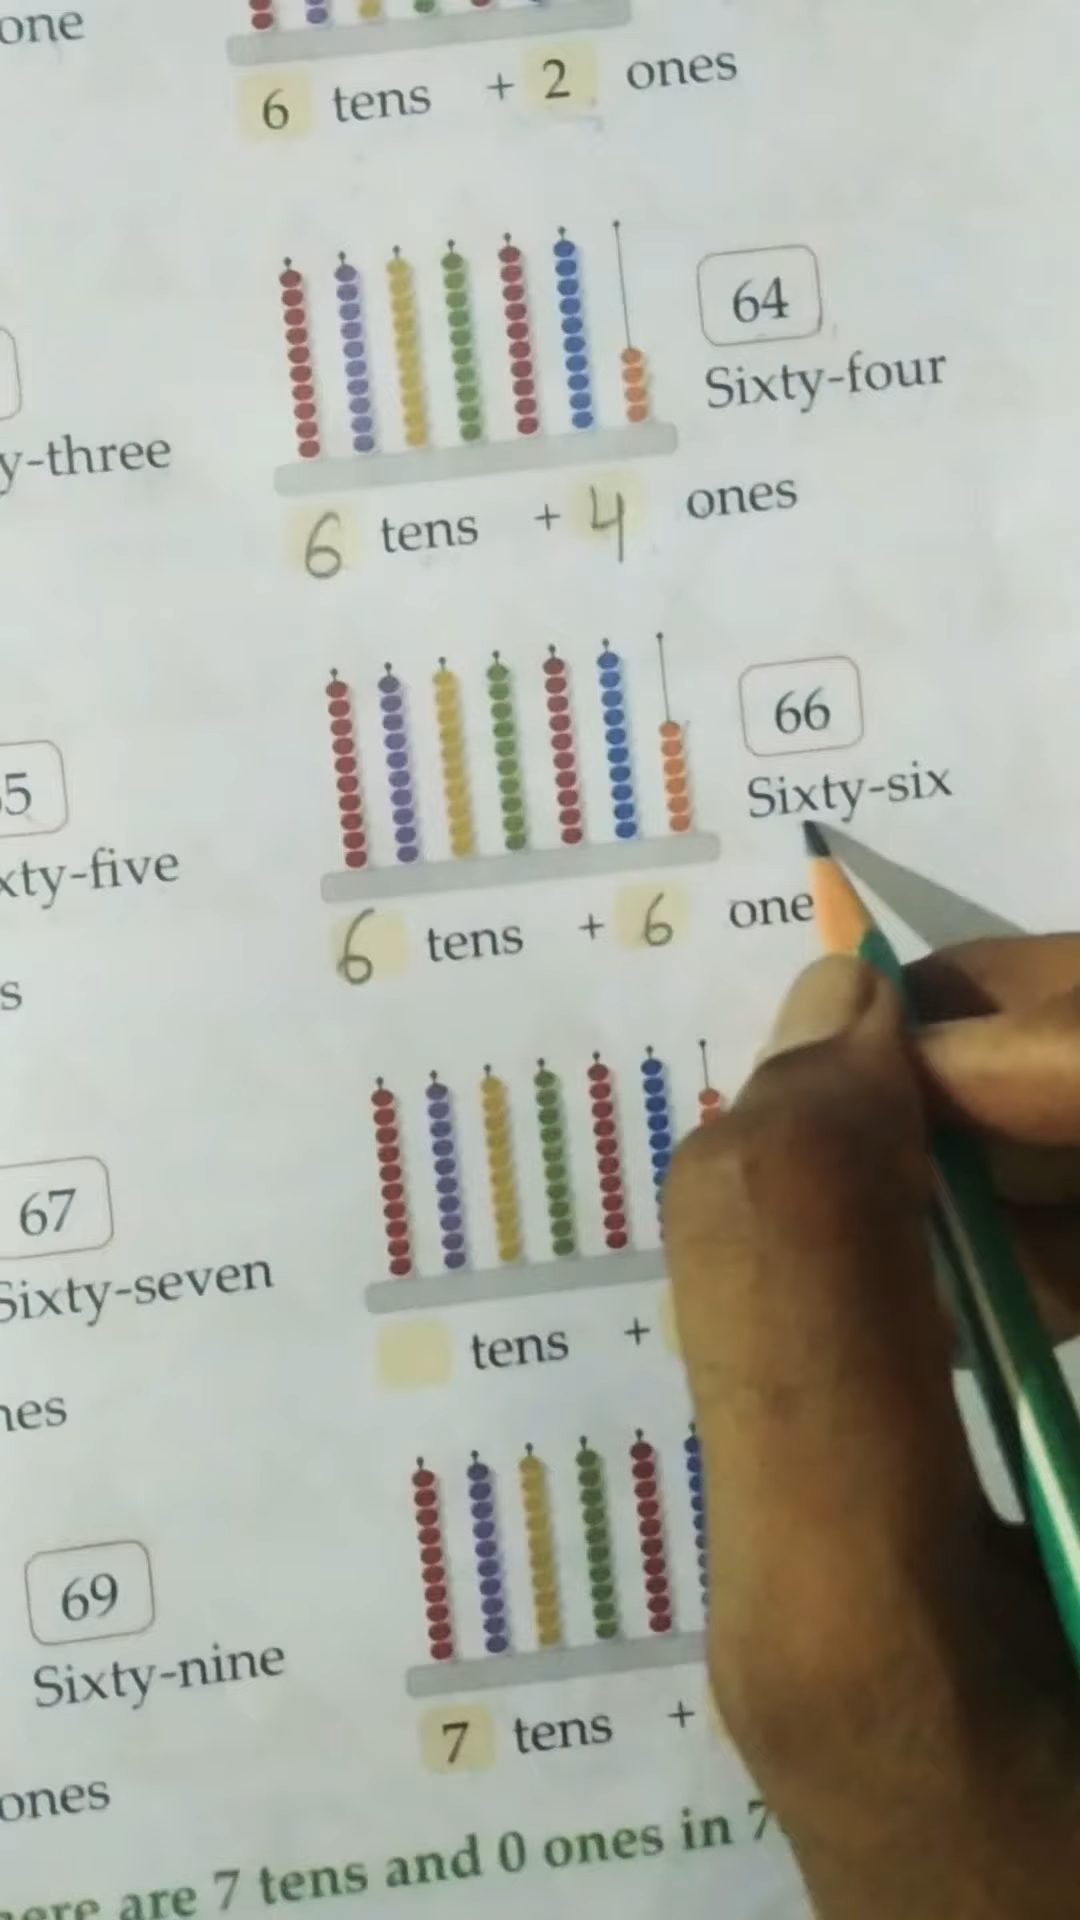 one
6 tens + 2 ones
64
Sixty-four
y-three
6 tens + 4 ones
66
Sixty-six
5
xty-five
6 tens + 6 one
s
67
Sixty-seven
tens +
nes
69
Sixty-nine
7 tens +
ones
here are 7 tens and 0 ones in 7